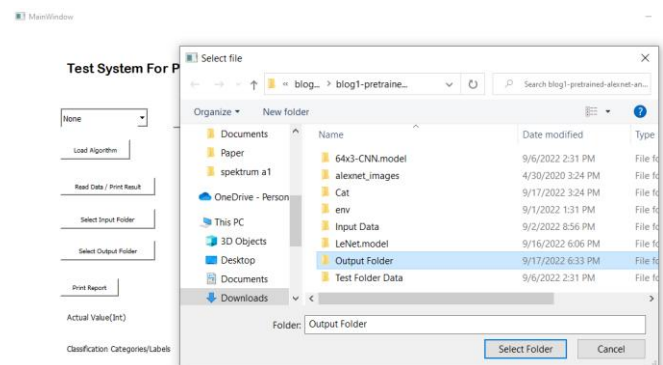 MainWindow
Test System For P
None
Load Algorithm
Read Data / Print Result
Select Input Folder
Select Output Folder
Print Report
Actual Value(Int)
Classification Categories/Labels
Select file
« blog... > blog1-pretraine...
Search blog1-pretrained-alexnet-an...
Organize
New folder
Documents
Paper
spektrum a1
OneDrive - Person
This PC
3D Objects
Desktop
Documents
Downloads
Name Date modified Type
64x3-CNN.model 9/6/2022 2:31 PM File fo
alexnet_images 4/30/2020 3:24 PM File fo
Cat 9/17/2022 3:24 PM File fo
env 9/1/2022 1:31 PM File fo
Input Data 9/2/2022 8:56 PM File fo
LeNet.model 9/16/2022 6:06 PM File fo
Output Folder 9/17/2022 6:33 PM File fo
Test Folder Data 9/6/2022 2:31 PM File fo
Folder: Output Folder
Select Folder Cancel